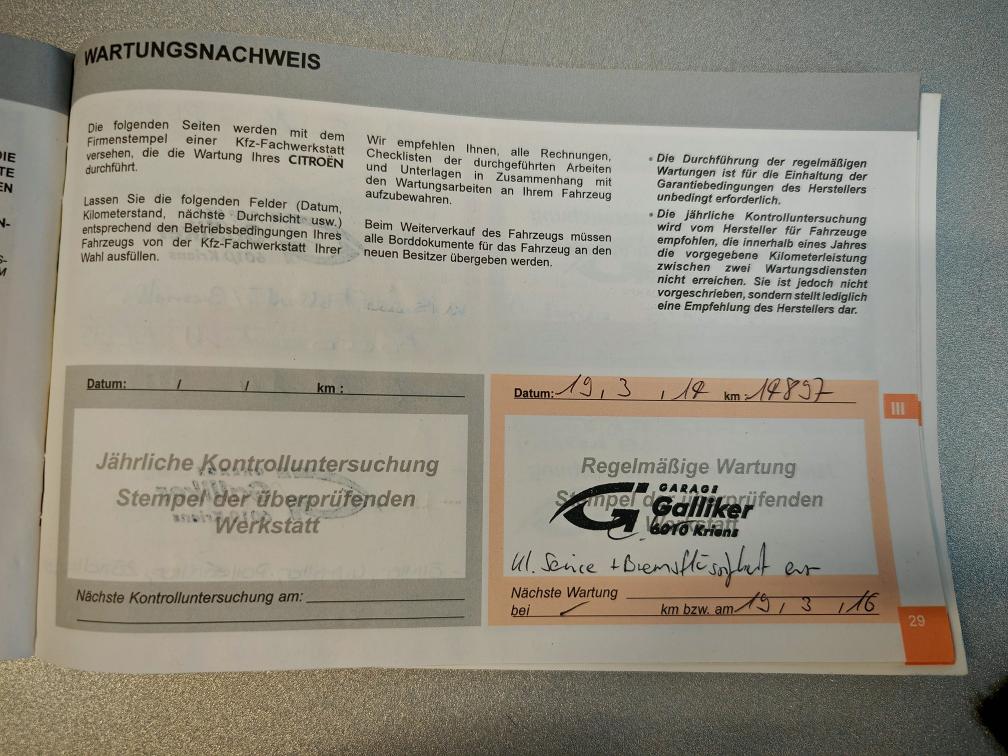 WARTUNGSNACHWEIS
Die folgenden Seiten werden mit dem
Firmenstempel einer Kfz-Fachwerkstatt
versehen, die die Wartung Ihres CITROËN
durchführt.
Lassen Sie die folgenden Felder (Datum,
Kilometerstand, nächste Durchsicht usw.)
entsprechend den Betriebsbedingungen Ihres
Fahrzeugs von der Kfz-Fachwerkstatt Ihrer
Wahl ausfüllen.
Wir empfehlen Ihnen, alle Rechnungen,
Checklisten der durchgeführten Arbeiten
und Unterlagen in Zusammenhang mit
den Wartungsarbeiten an Ihrem Fahrzeug
aufzubewahren.
Beim Weiterverkauf des Fahrzeugs müssen
alle Borddokumente für das Fahrzeug an den
neuen Besitzer übergeben werden.
• Die Durchführung der regelmäßigen
Wartungen ist für die Einhaltung der
Garantiebedingungen des Herstellers
unbedingt erforderlich.
• Die jährliche Kontrolluntersuchung
wird vom Hersteller für Fahrzeuge
empfohlen, die innerhalb eines Jahres
die vorgegebene Kilometerleistung
zwischen zwei Wartungsdiensten
nicht erreichen. Sie ist jedoch nicht
vorgeschrieben, sondern stellt lediglich
eine Empfehlung des Herstellers dar.
Datum: / / km :
Jährliche Kontrolluntersuchung
Stempel der überprüfenden
Werkstatt
Nächste Kontrolluntersuchung am:
Datum: 19, 3, 14 km : 14897
Regelmäßige Wartung
Stempel der überprüfenden
Werkstatt
GARAGE
Galliker
6010 Kriens
kl. Service + Bremsflüssigkeit ern
Nächste Wartung
bei km bzw. am 19, 3, 16
III
29